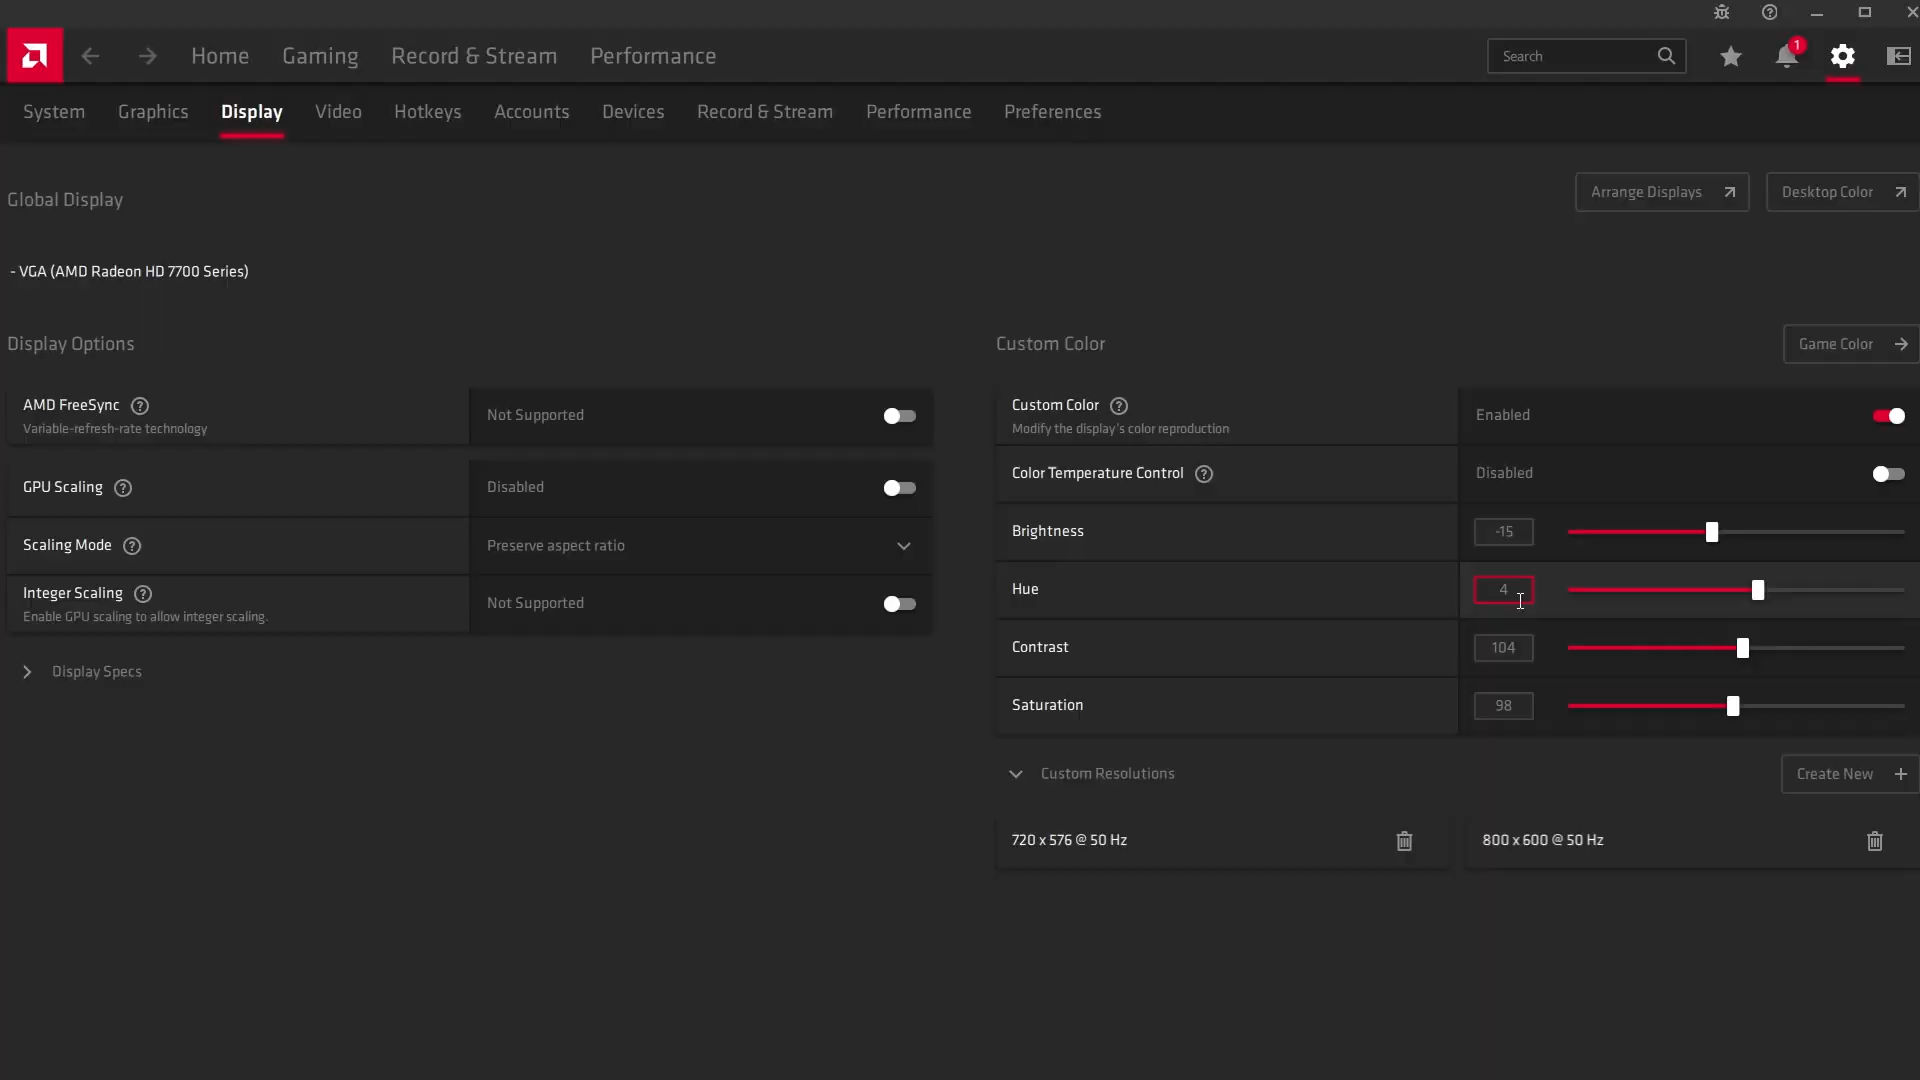 Home Gaming Record & Stream Performance Search 1
System Graphics Display Video Hotkeys Accounts Devices Record & Stream Performance Preferences
Global Display Arrange Displays Desktop Color
- VGA (AMD Radeon HD 7700 Series)
Display Options
AMD FreeSync Not Supported
Variable-refresh-rate technology
GPU Scaling Disabled
Scaling Mode Preserve aspect ratio
Integer Scaling Not Supported
Enable GPU scaling to allow integer scaling.
Display Specs
Custom Color Game Color
Custom Color Enabled
Modify the display's color reproduction
Color Temperature Control Disabled
Brightness -15
Hue 4
Contrast 104
Saturation 98
Custom Resolutions Create New
720 x 576 @ 50 Hz 800 x 600 @ 50 Hz